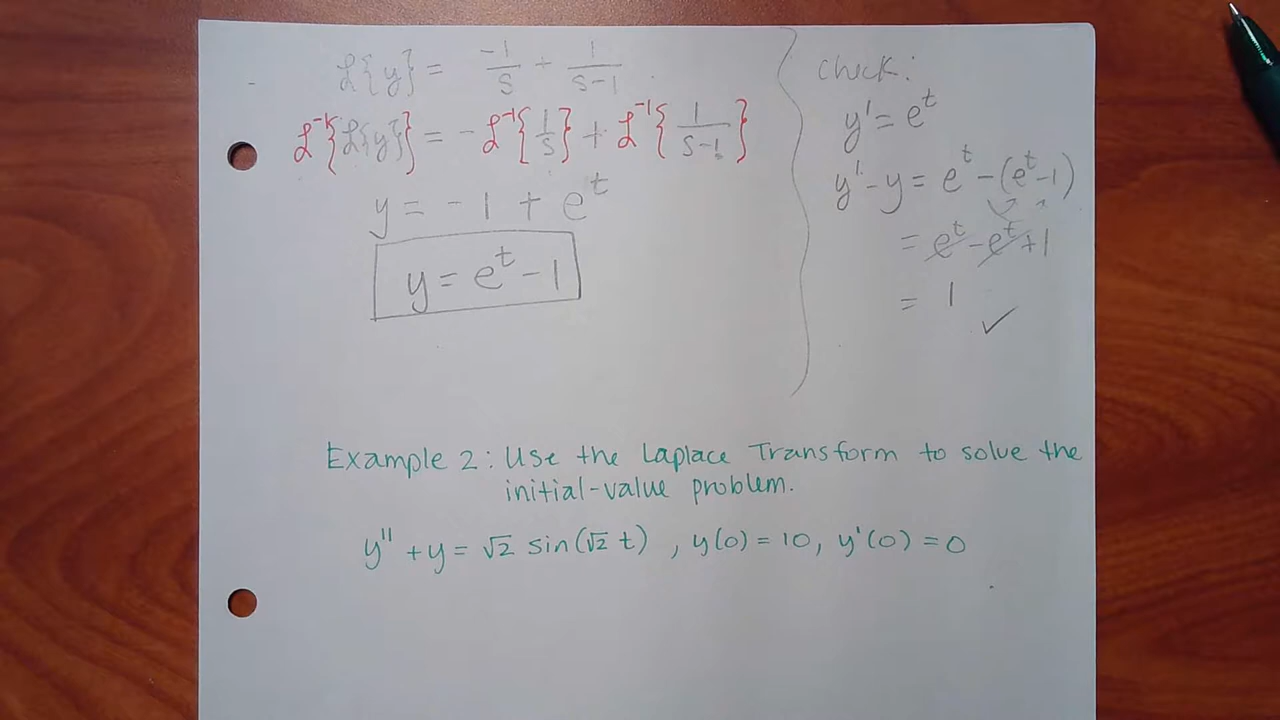 ℒ{y} = -1/s + 1/(s-1)
ℒ⁻¹{ℒ{y}} = -ℒ⁻¹{1/s} + ℒ⁻¹{1/(s-1)}
y = -1 + eᵗ
y = eᵗ - 1
check:
y' = eᵗ
y' - y = eᵗ - (eᵗ - 1)
= eᵗ - eᵗ + 1
= 1 ✓
Example 2: Use the Laplace Transform to solve the
initial-value problem.
y'' + y = √2 sin(√2 t), y(0) = 10, y'(0) = 0